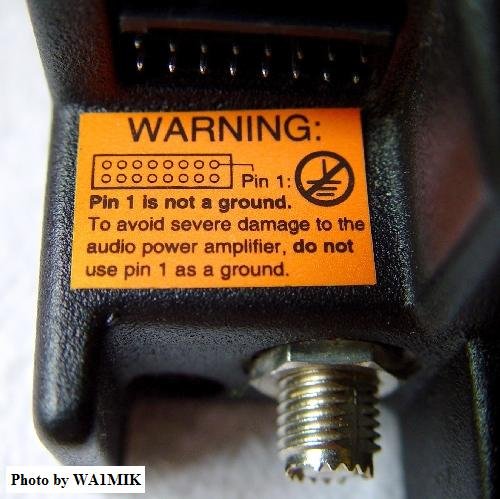 WARNING:
Pin 1:
Pin 1 is not a ground.
To avoid severe damage to the
audio power amplifier, do not
use pin 1 as a ground.
Photo by WA1MIK